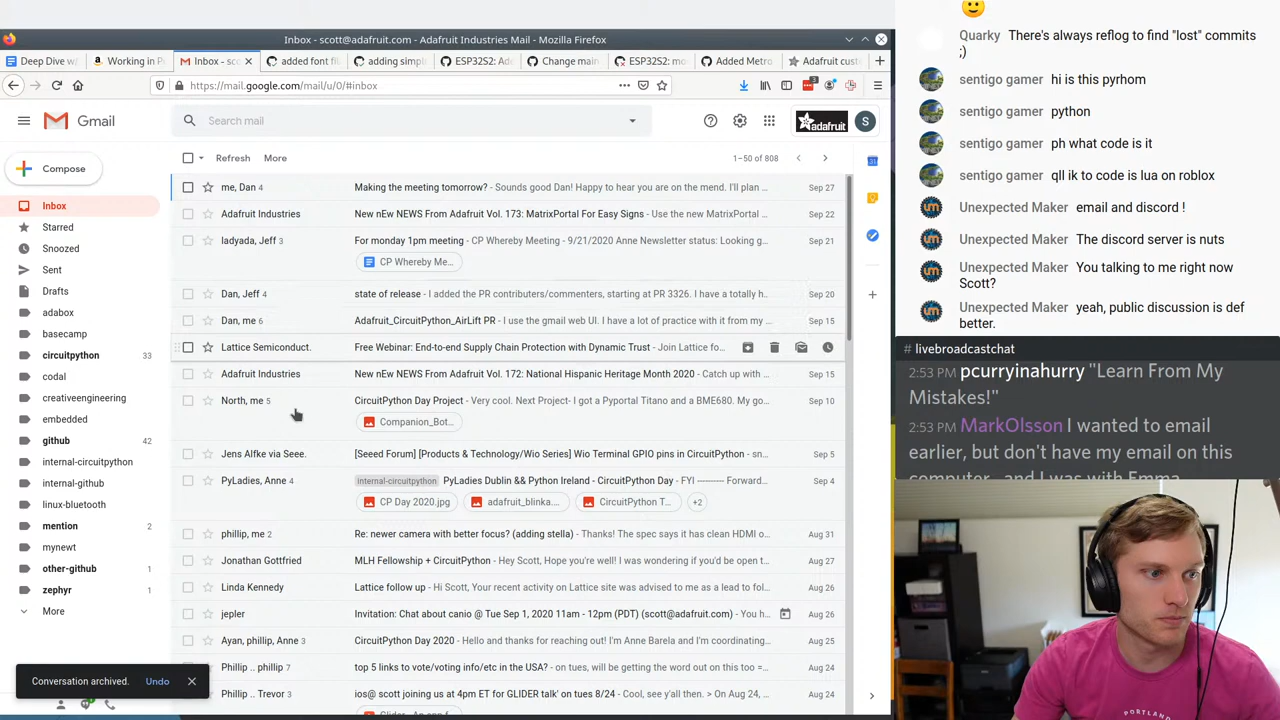 Inbox - scott@adafruit.com - Adafruit Industries Mail - Mozilla Firefox
Deep Dive w
Working in P
Inbox - scott@
added font fil
adding simpl
ESP32S2: Ad
Change main
ESP32S2: mo
Added Metro
Adafruit cust
https://mail.google.com/mail/u/0/#inbox
Gmail
Search mail
adafruit
S
Compose
Refresh
More
1–50 of 808
Inbox
Starred
Snoozed
Sent
Drafts
adabox
basecamp
circuitpython 33
codal
creativeengineering
embedded
github 42
internal-circuitpython
internal-github
linux-bluetooth
mention 2
mynewt
other-github 1
zephyr 1
More
me, Dan 4 Making the meeting tomorrow? - Sounds good Dan! Happy to hear you are on the mend. I'll plan … Sep 27
Adafruit Industries New nEw NEWS From Adafruit Vol. 173: MatrixPortal For Easy Signs - Use the new MatrixPortal … Sep 22
ladyada, Jeff 3 For monday 1pm meeting - CP Whereby Meeting - 9/21/2020 Anne Newsletter status: Looking g… Sep 21
CP Whereby Me...
Dan, Jeff 4 state of release - I added the PR contributers/commenters, starting at PR 3326. I have a totally h… Sep 20
Dan, me 6 Adafruit_CircuitPython_AirLift PR - I use the gmail web UI. I have a lot of practice with it from my … Sep 15
Lattice Semiconduct. Free Webinar: End-to-end Supply Chain Protection with Dynamic Trust - Join Lattice fo…
Adafruit Industries New nEw NEWS From Adafruit Vol. 172: National Hispanic Heritage Month 2020 - Catch up with … Sep 15
North, me 5 CircuitPython Day Project - Very cool. Next Project- I got a Pyportal Titano and a BME680. My go… Sep 10
Companion_Bot...
Jens Alfke via Seee. [Seeed Forum] [Products & Technology/Wio Series] Wio Terminal GPIO pins in CircuitPython - sn… Sep 5
PyLadies, Anne 4 internal-circuitpython PyLadies Dublin && Python Ireland - CircuitPython Day - FYI ---------- Forward… Sep 4
CP Day 2020.jpg
adafruit_blinka....
CircuitPython T...
+2
phillip, me 2 Re: newer camera with better focus? (adding stella) - Thanks! The spec says it has clean HDMI o… Aug 31
Jonathan Gottfried MLH Fellowship + CircuitPython - Hey Scott, Hope you're well! I was wondering if you'd be open t… Aug 27
Linda Kennedy Lattice follow up - Hi Scott, Your recent activity on Lattice site was advised to me as a lead to fo… Aug 26
jepler Invitation: Chat about canio @ Tue Sep 1, 2020 11am - 12pm (PDT) (scott@adafruit.com) - You h… Aug 26
Ayan, phillip, Anne 3 CircuitPython Day 2020 - Hello and thanks for reaching out! I'm Anne Barela and I'm coordinating… Aug 25
Phillip .. phillip 7 top 5 links to vote/voting info/etc in the USA? - on tues, will be getting the word out on this too =… Aug 24
Phillip .. Trevor 3 ios@ scott joining us at 4pm ET for GLIDER talk' on tues 8/24 - Cool, see y'all then. > On Aug 24, … Aug 24
Conversation archived. Undo
Quarky There's always reflog to find "lost" commits
;)
sentigo gamer hi is this pyrhom
sentigo gamer python
sentigo gamer ph what code is it
sentigo gamer qll ik to code is lua on roblox
Unexpected Maker email and discord !
Unexpected Maker The discord server is nuts
Unexpected Maker You talking to me right now
Scott?
Unexpected Maker yeah, public discussion is def
better.
# livebroadcastchat
2:53 PM pcurryinahurry "Learn From My
Mistakes!"
2:53 PM MarkOlsson I wanted to email
earlier, but don't have my email on this
computer, and I was with Emma
PORTLAND